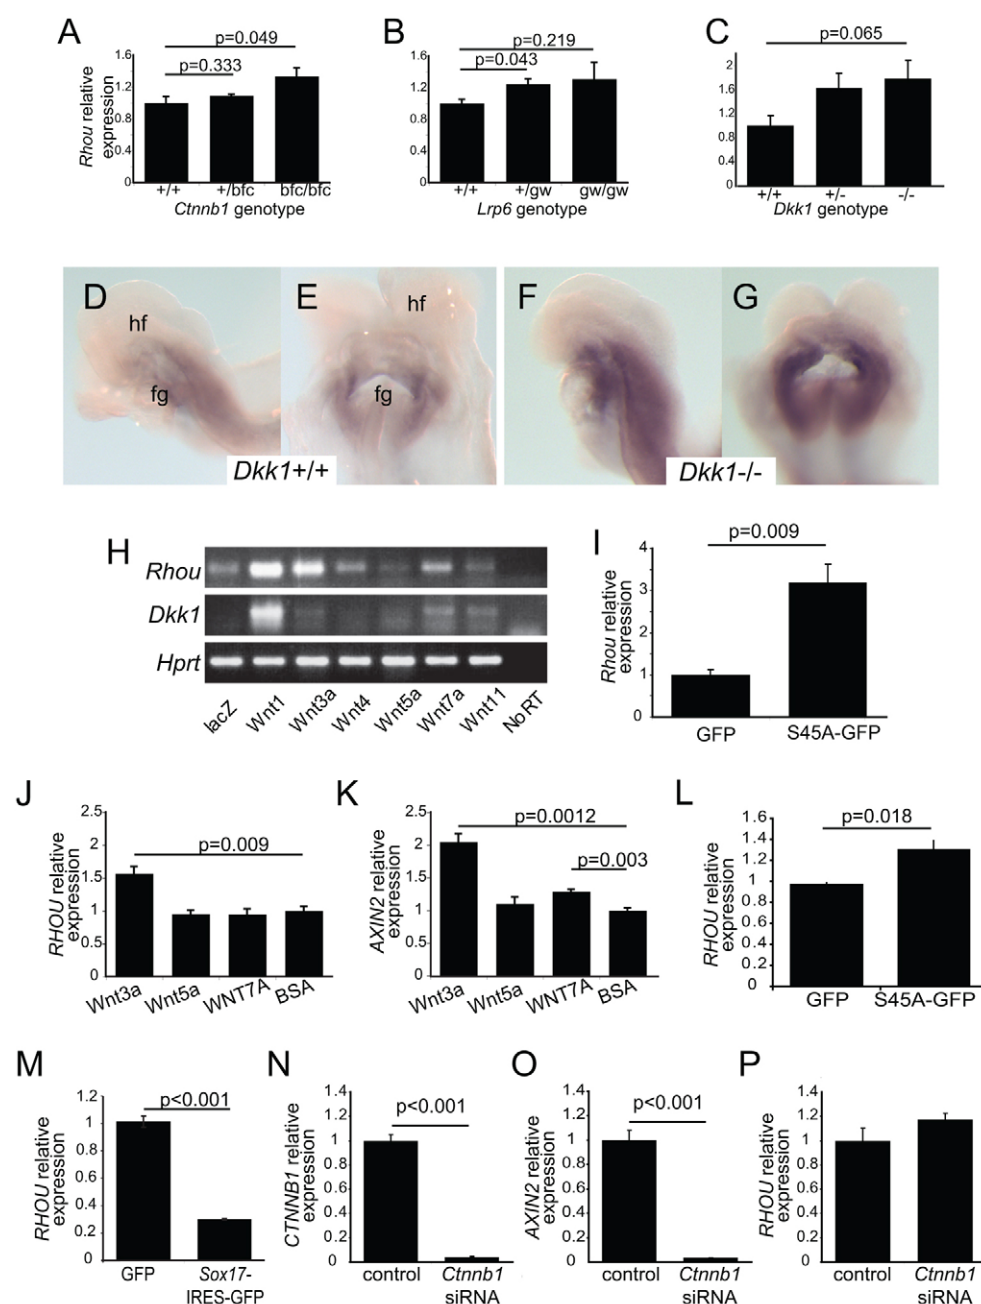 A
Rhou relative
expression
1.6
1.2
0.8
0.4
0
p=0.049
p=0.333
+/+
+/bfc
bfc/bfc
Ctnnb1 genotype
B
1.6
1.2
0.8
0.4
0
p=0.219
p=0.043
+/+
+/gw
gw/gw
Lrp6 genotype
C
2
1.6
1.2
0.8
0.4
0
p=0.065
+/+
+/-
-/-
Dkk1 genotype
D
hf
fg
E
hf
fg
Dkk1+/+
F
G
Dkk1-/-
H
Rhou
Dkk1
Hprt
lacZ
Wnt1
Wnt3a
Wnt4
Wnt5a
Wnt7a
Wnt11
No RT
I
Rhou relative
expression
4
3
2
1
0
p=0.009
GFP
S45A-GFP
J
RHOU relative
expression
2.5
2
1.5
1
0.5
0
p=0.009
Wnt3a
Wnt5a
WNT7A
BSA
K
AXIN2 relative
expression
2.5
2
1.5
1
0.5
0
p=0.0012
p=0.003
Wnt3a
Wnt5a
WNT7A
BSA
L
RHOU relative
expression
1.6
1.4
1.2
1
0.8
0.6
0.4
0.2
0
p=0.018
GFP
S45A-GFP
M
RHOU relative
expression
1.2
1
0.8
0.6
0.4
0.2
0
p<0.001
GFP
Sox17-
IRES-GFP
N
CTNNB1 relative
expression
1.4
1.2
1
0.8
0.6
0.4
0.2
0
p<0.001
control
Ctnnb1
siRNA
O
AXIN2 relative
expression
1.4
1.2
1
0.8
0.6
0.4
0.2
0
p<0.001
control
Ctnnb1
siRNA
P
RHOU relative
expression
1.4
1.2
1
0.8
0.6
0.4
0.2
0
control
Ctnnb1
siRNA